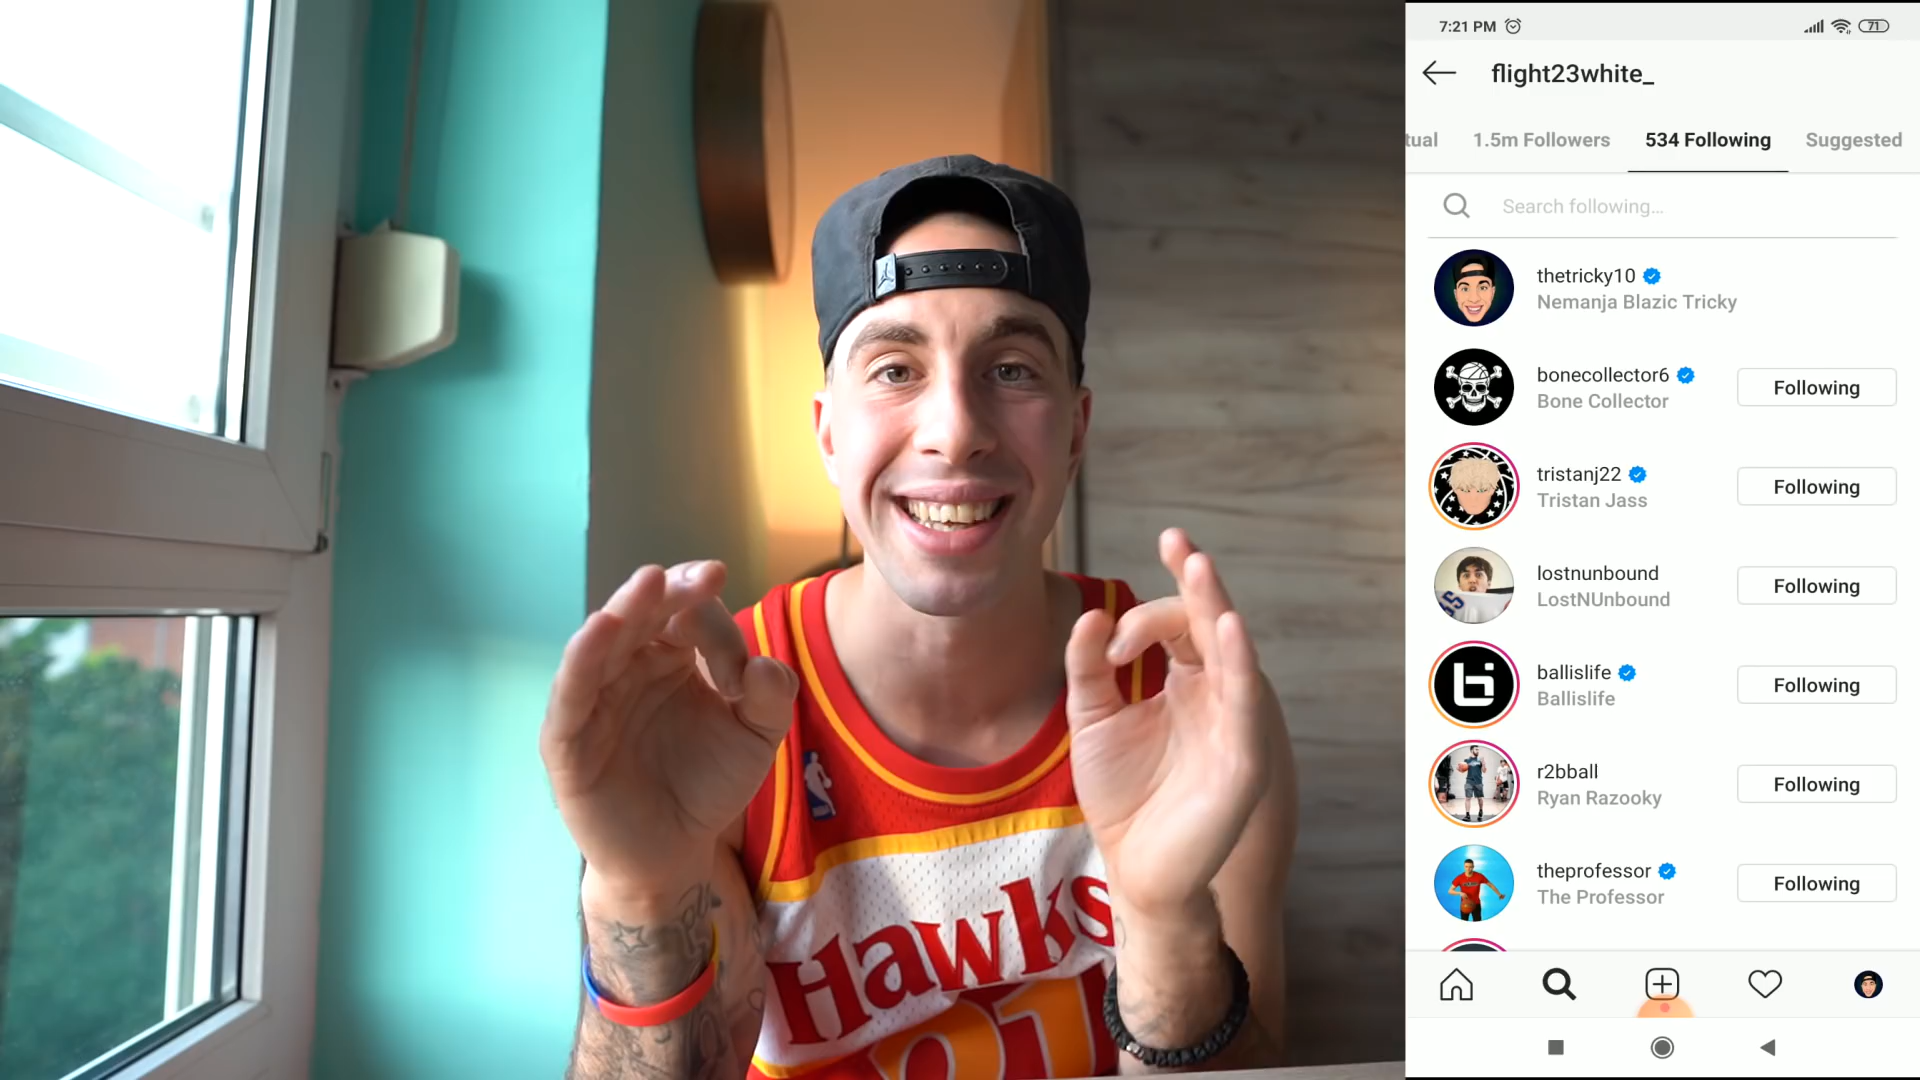 7:21 PM
71
flight23white_
tual 1.5m Followers 534 Following Suggested
Search following...
thetricky10
Nemanja Blazic Tricky
bonecollector6
Bone Collector
Following
tristanj22
Tristan Jass
Following
lostnunbound
LostNUnbound
Following
ballislife
Ballislife
Following
r2bball
Ryan Razooky
Following
theprofessor
The Professor
Following
Hawks
21